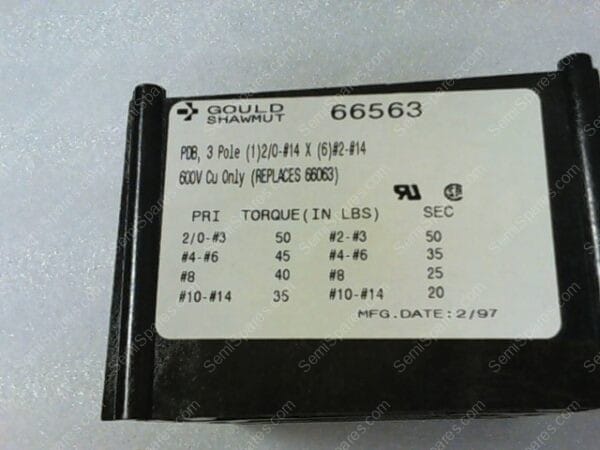 GOULD SHAWMUT 66563
PDB, 3 Pole (1)2/0-#14 X (6)#2-#14
600V Cu Only (REPLACES 66063)
PRI TORQUE(IN LBS) SEC
2/0-#3 50 #2-#3 50
#4-#6 45 #4-#6 35
#8 40 #8 25
#10-#14 35 #10-#14 20
MFG.DATE:2/97
SemiSpares.com